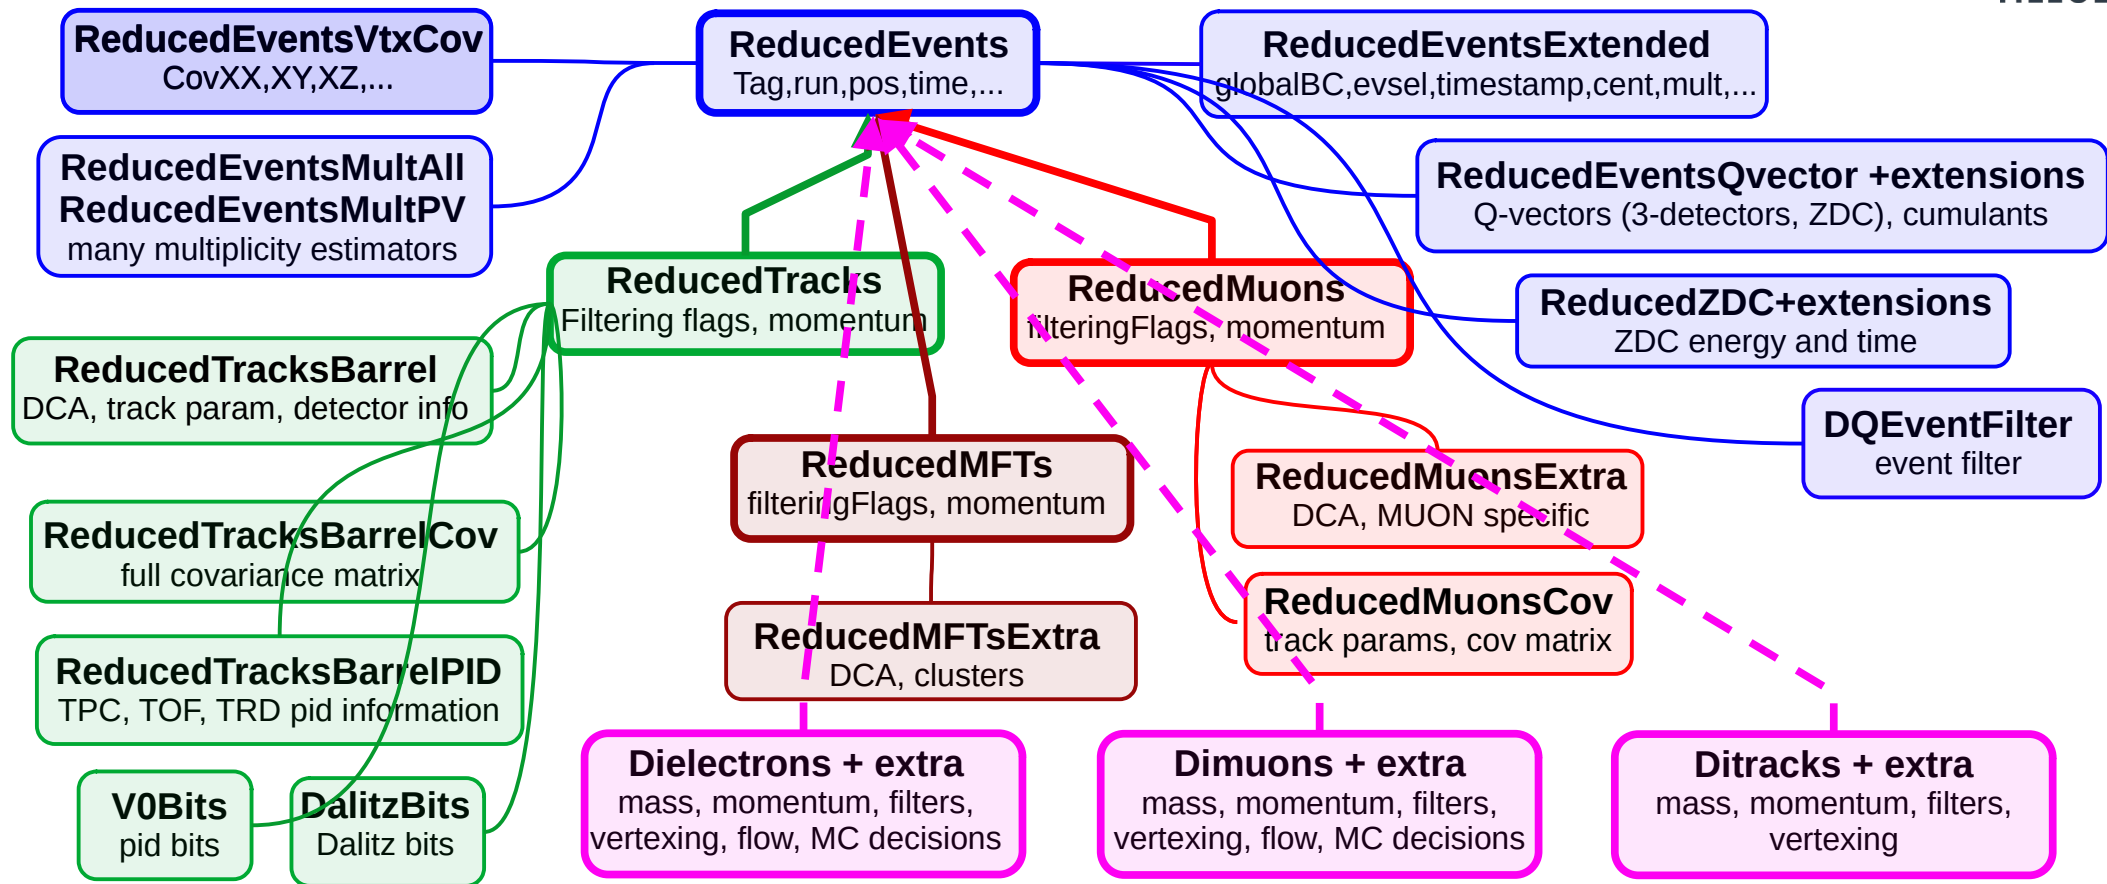 ReducedEventsVtxCov
CovXX,XY,XZ,...
ReducedEvents
Tag,run,pos,time,...
ReducedEventsExtended
globalBC,evsel,timestamp,cent,mult,...
ReducedEventsMultAll
ReducedEventsMultPV
many multiplicity estimators
ReducedEventsQvector +extensions
Q-vectors (3-detectors, ZDC), cumulants
ReducedTracks
Filtering flags, momentum
ReducedMuons
filteringFlags, momentum
ReducedZDC+extensions
ZDC energy and time
ReducedTracksBarrel
DCA, track param, detector info
DQEventFilter
event filter
ReducedMFTs
filteringFlags, momentum
ReducedMuonsExtra
DCA, MUON specific
ReducedTracksBarrelCov
full covariance matrix
ReducedMuonsCov
track params, cov matrix
ReducedMFTsExtra
DCA, clusters
ReducedTracksBarrelPID
TPC, TOF, TRD pid information
V0Bits
pid bits
DalitzBits
Dalitz bits
Dielectrons + extra
mass, momentum, filters,
vertexing, flow, MC decisions
Dimuons + extra
mass, momentum, filters,
vertexing, flow, MC decisions
Ditracks + extra
mass, momentum, filters,
vertexing